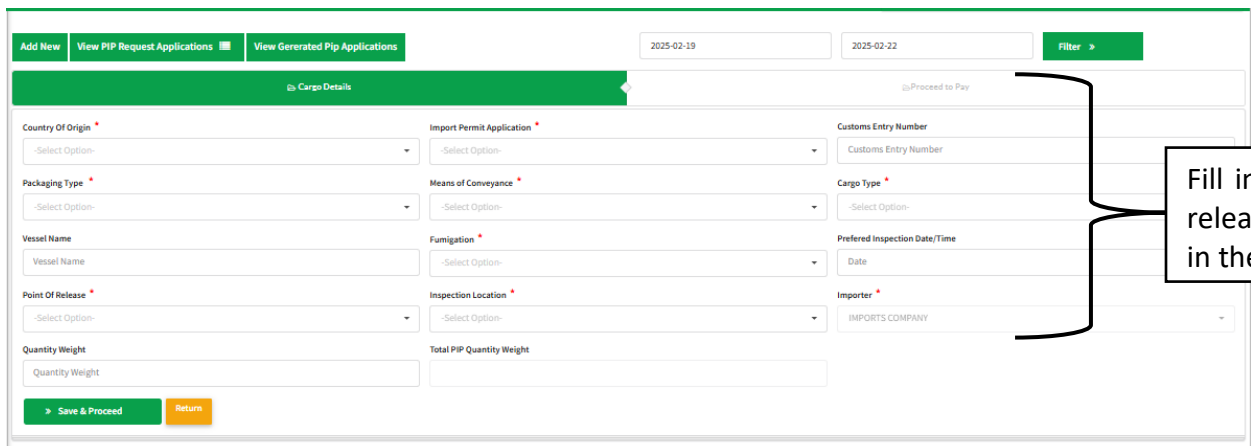 Add New View PIP Request Applications View Gererated Pip Applications 2025-02-19 2025-02-22 Filter »
Cargo Details Proceed to Pay
Country Of Origin * Import Permit Application * Customs Entry Number
-Select Option- -Select Option- Customs Entry Number
Packaging Type * Means of Conveyance * Cargo Type *
-Select Option- -Select Option- -Select Option-
Vessel Name Fumigation * Prefered Inspection Date/Time
Vessel Name -Select Option- Date
Point Of Release * Inspection Location * Importer *
-Select Option- -Select Option- IMPORTS COMPANY
Quantity Weight Total PIP Quantity Weight
Quantity Weight
» Save & Proceed Return
Fill
in